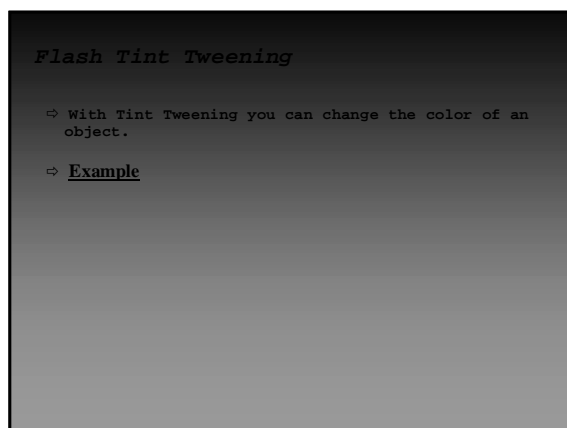 Flash Tint Tweening
⇨ With Tint Tweening you can change the color of an
object.
⇨ Example